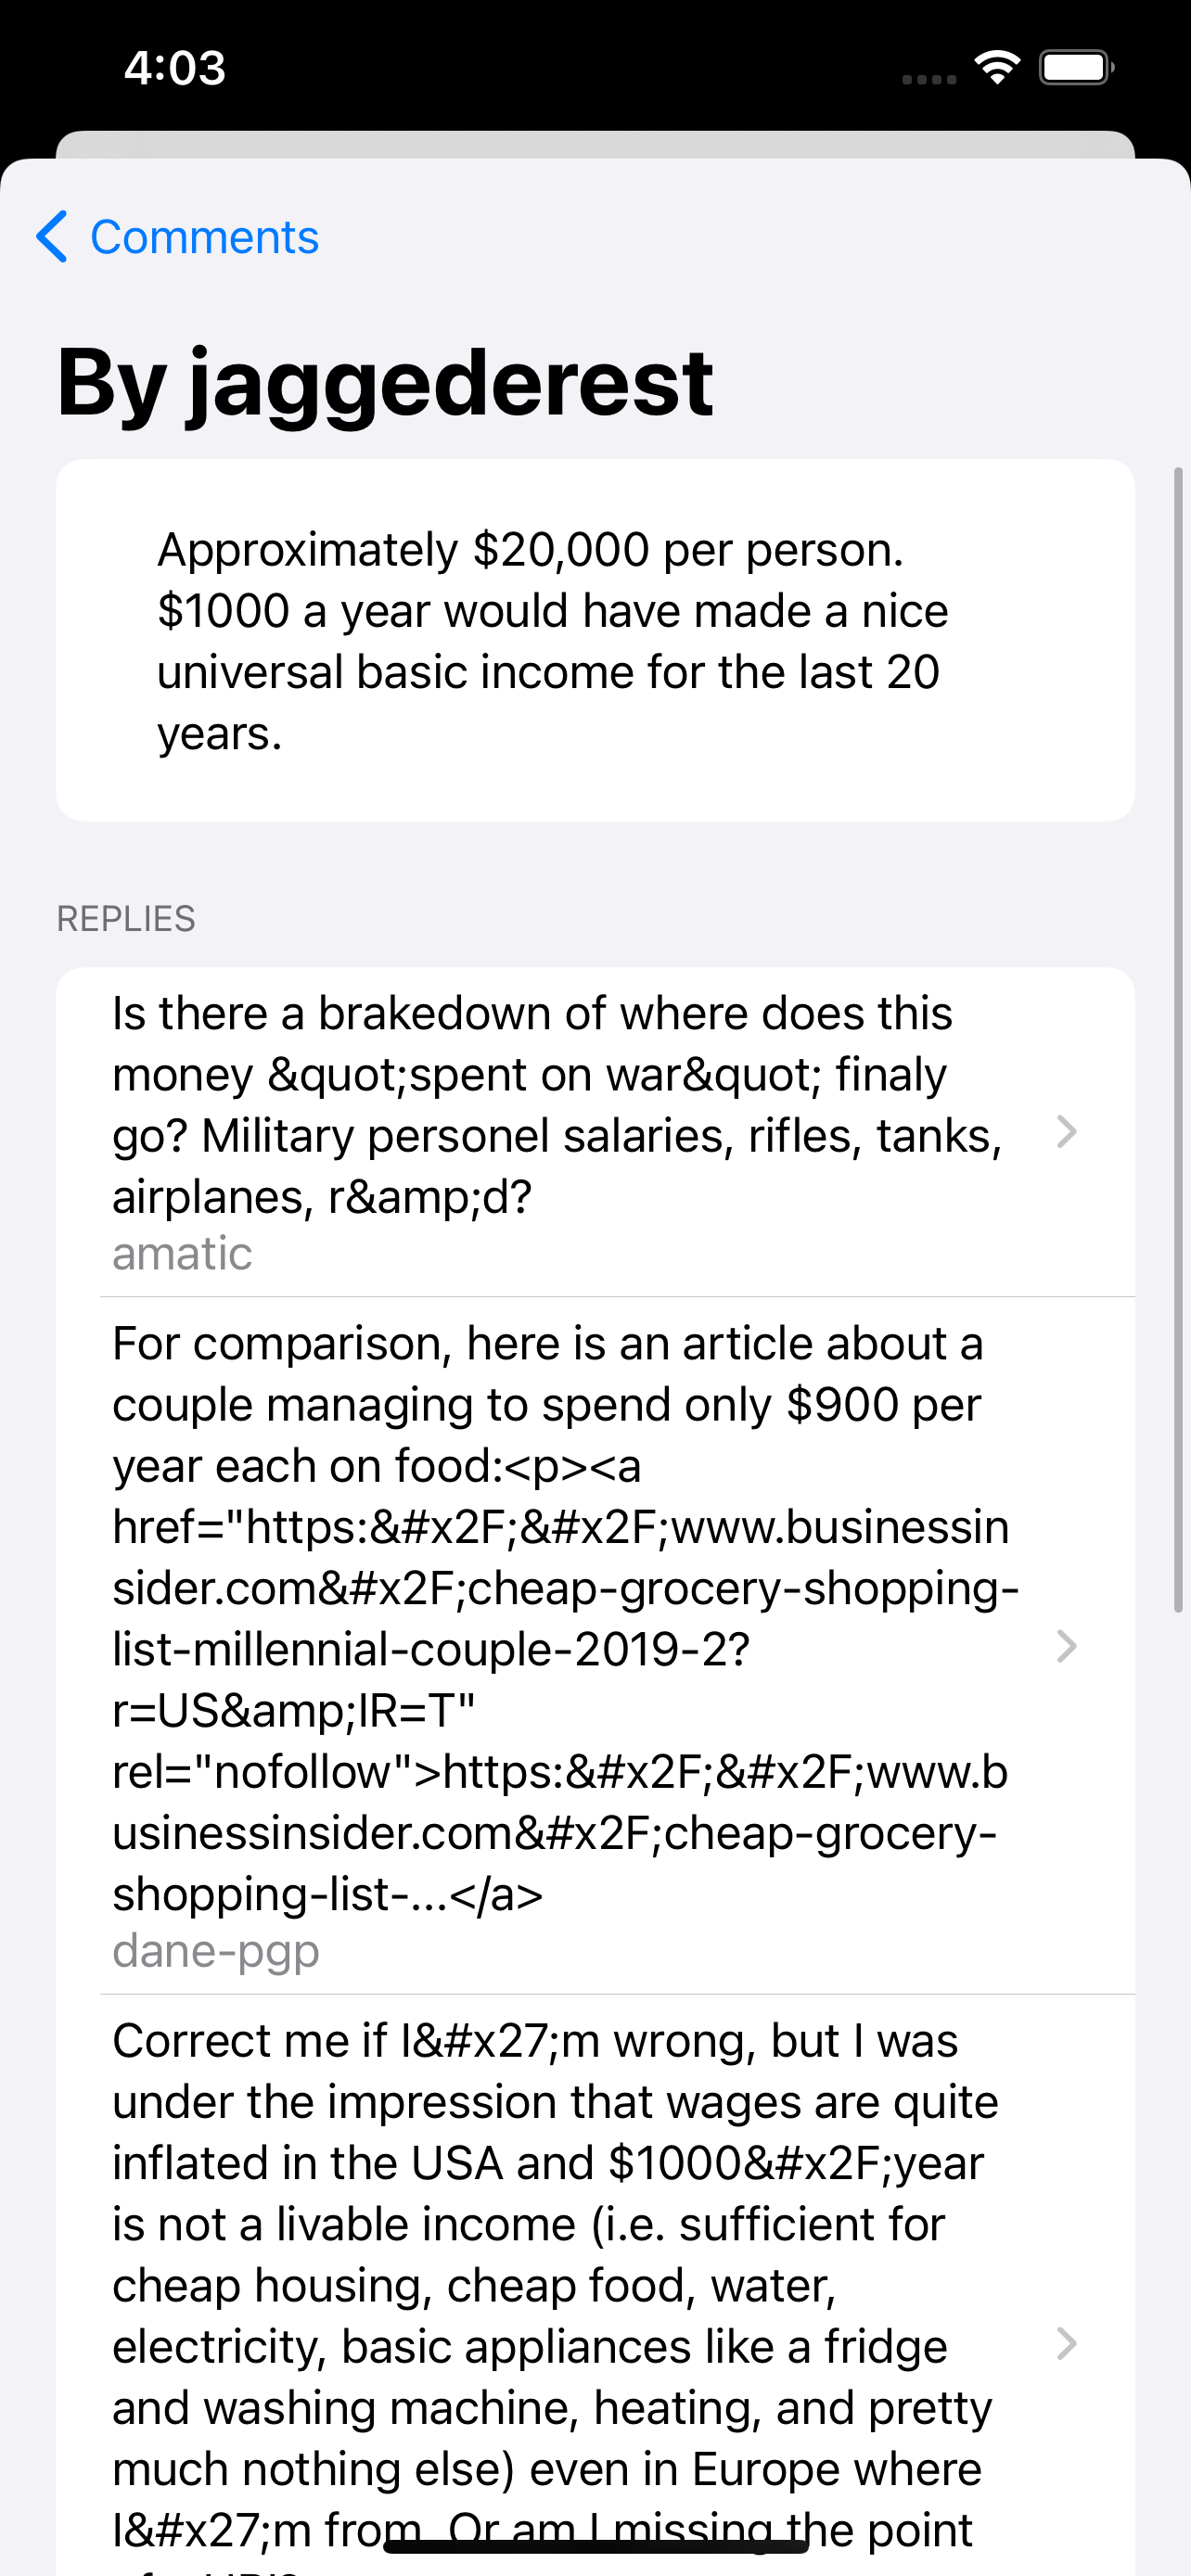 4:03
Comments
By jaggederest
Approximately $20,000 per person.
$1000 a year would have made a nice
universal basic income for the last 20
years.
REPLIES
Is there a brakedown of where does this
money &quot;spent on war&quot; finaly
go? Military personel salaries, rifles, tanks,
airplanes, r&amp;d?
amatic
For comparison, here is an article about a
couple managing to spend only $900 per
year each on food:<p><a
href="https:&#x2F;&#x2F;www.businessin
sider.com&#x2F;cheap-grocery-shopping-
list-millennial-couple-2019-2?
r=US&amp;IR=T"
rel="nofollow">https:&#x2F;&#x2F;www.b
usinessinsider.com&#x2F;cheap-grocery-
shopping-list-...</a>
dane-pgp
Correct me if I&#x27;m wrong, but I was
under the impression that wages are quite
inflated in the USA and $1000&#x2F;year
is not a livable income (i.e. sufficient for
cheap housing, cheap food, water,
electricity, basic appliances like a fridge
and washing machine, heating, and pretty
much nothing else) even in Europe where
I&#x27;m from. Or am I missing the point